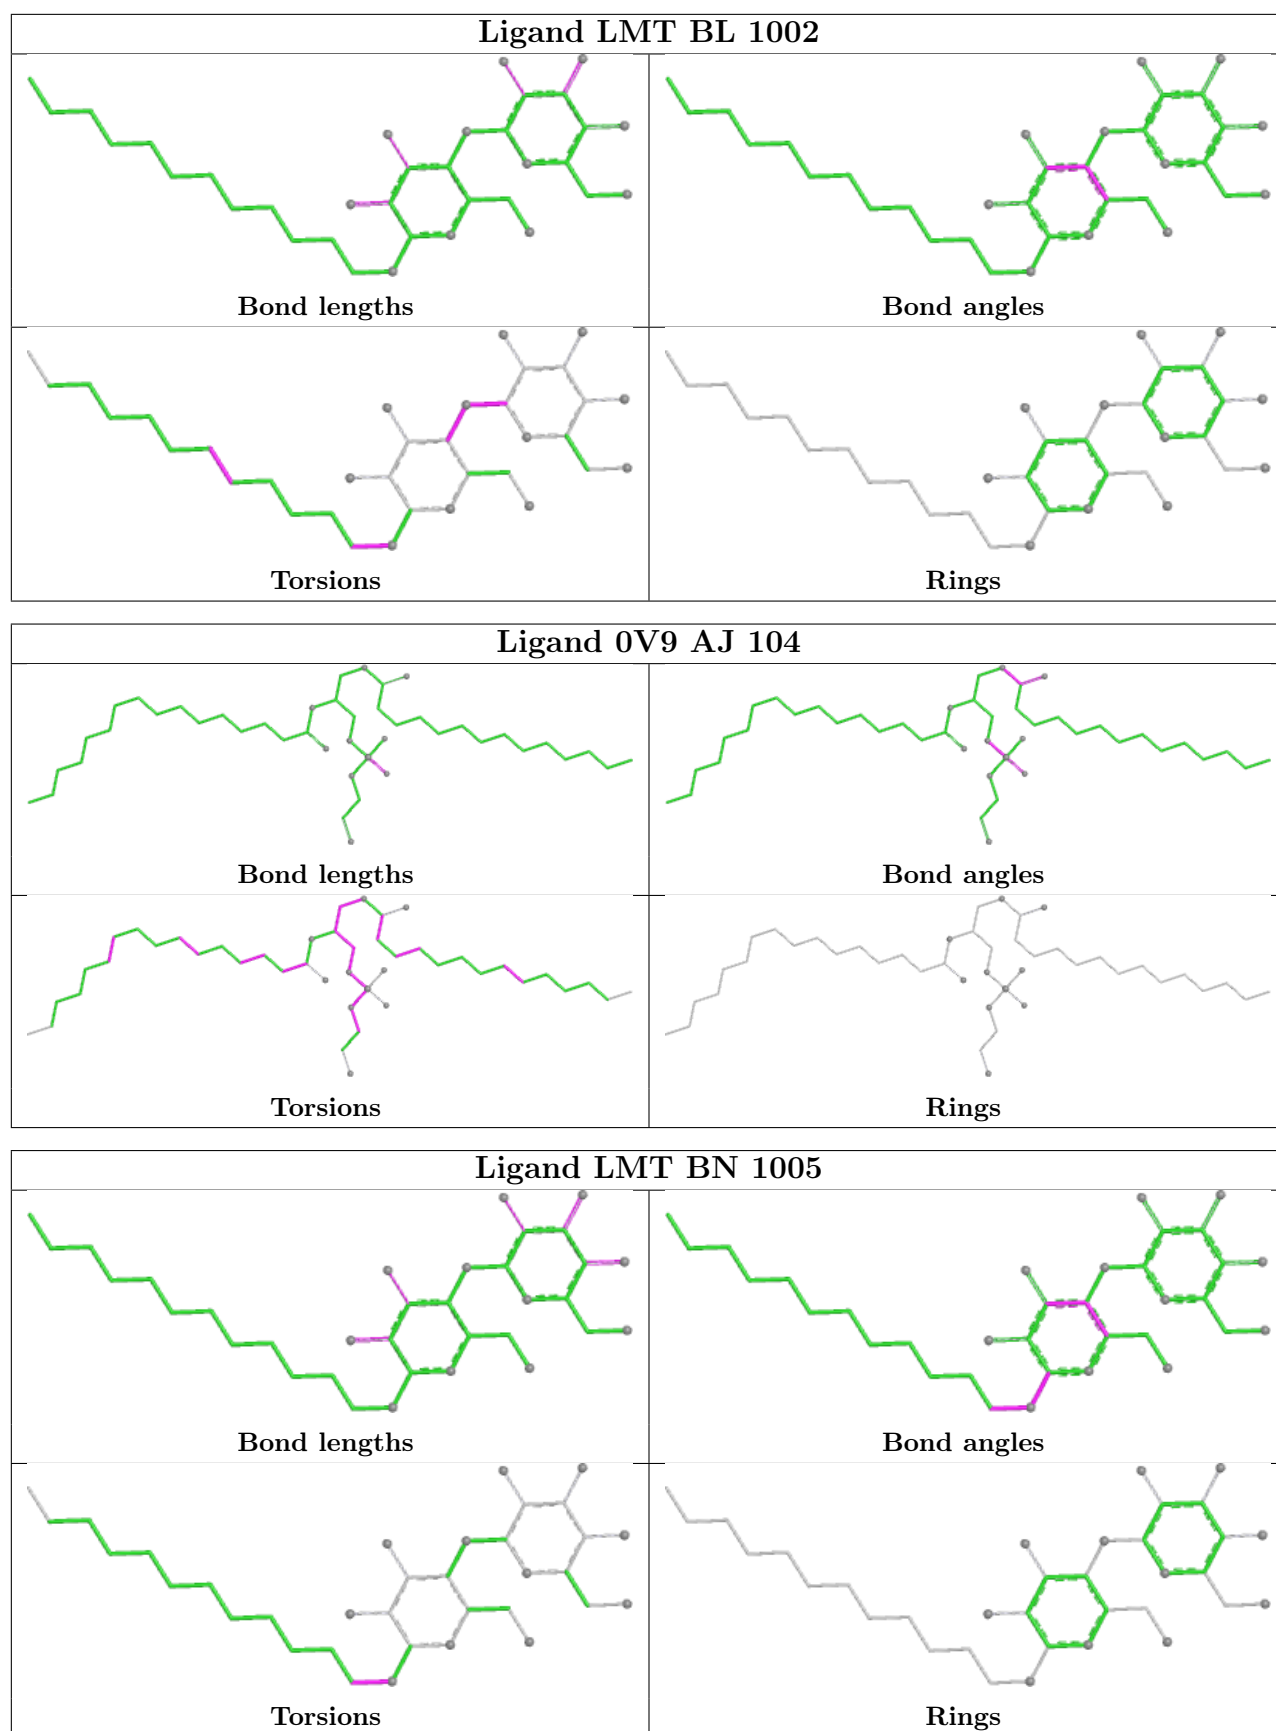 Ligand LMT BL 1002
Bond lengths
Bond angles
Torsions
Rings
Ligand 0V9 AJ 104
Bond lengths
Bond angles
Torsions
Rings
Ligand LMT BN 1005
Bond lengths
Bond angles
Torsions
Rings